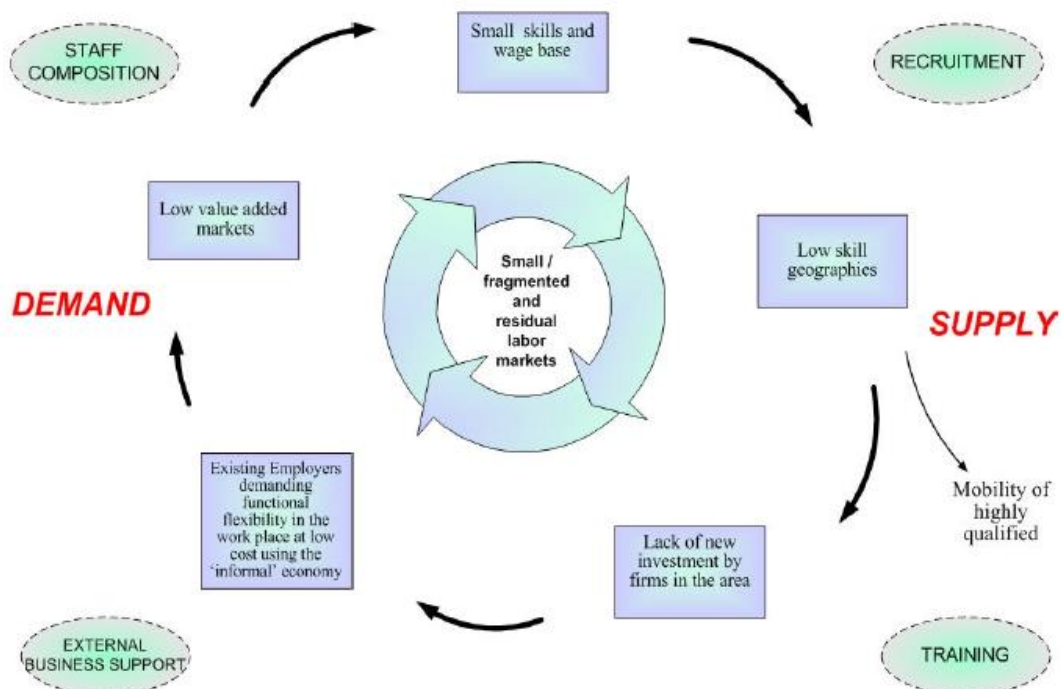 STAFF
COMPOSITION
Small skills and
wage base
RECRUITMENT
Low value added
markets
Low skill
geographies
Small /
fragmented
and
residual
labor
markets
DEMAND
SUPPLY
Existing Employers
demanding
functional
flexibility in the
work place at low
cost using the
'informal' economy
Lack of new
investment by
firms in the area
Mobility of
highly
qualified
EXTERNAL
BUSINESS SUPPORT
TRAINING